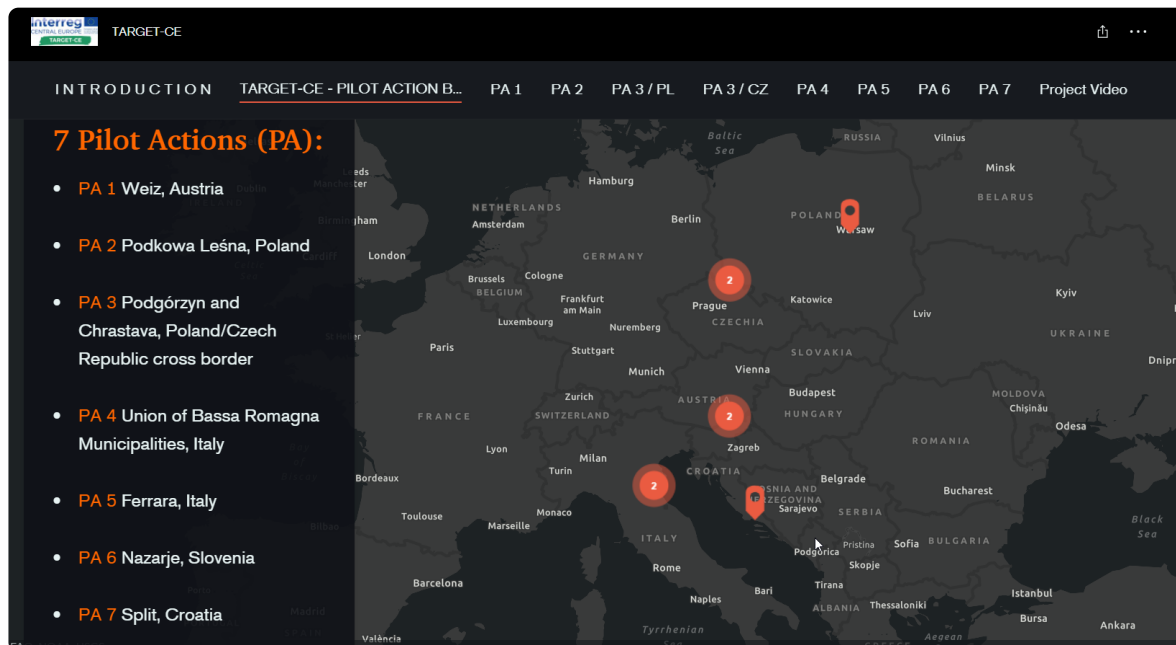 Interreg
CENTRAL EUROPE
TARGET-CE
TARGET-CE
INTRODUCTION
TARGET-CE - PILOT ACTION B...
PA 1
PA 2
PA 3 / PL
PA 3 / CZ
PA 4
PA 5
PA 6
PA 7
Project Video
7 Pilot Actions (PA):
• PA 1 Weiz, Austria
• PA 2 Podkowa Leśna, Poland
• PA 3 Podgórzyn and
Chrastava, Poland/Czech
Republic cross border
• PA 4 Union of Bassa Romagna
Municipalities, Italy
• PA 5 Ferrara, Italy
• PA 6 Nazarje, Slovenia
• PA 7 Split, Croatia
Baltic
Sea
RUSSIA
Vilnius
Minsk
BELARUS
Hamburg
Dublin
NETHERLANDS
Amsterdam
Berlin
POLAND
Warsaw
London
Cardiff
GERMANY
2
Brussels
Cologne
BELGIUM
Frankfurt
am Main
Prague
Katowice
Kyiv
Luxembourg
Nuremberg
CZECHIA
Lviv
UKRAINE
Paris
Stuttgart
SLOVAKIA
Munich
Vienna
Zurich
AUSTRIA
2
Budapest
MOLDOVA
Chișinău
FRANCE
SWITZERLAND
HUNGARY
Odesa
Lyon
Zagreb
ROMANIA
Milan
Turin
CROATIA
Bordeaux
2
Belgrade
Bucharest
Sarajevo
SERBIA
Toulouse
Monaco
Marseille
Black
Sea
Bilbao
ITALY
Podgorica
Pristina
Sofia
BULGARIA
Rome
Skopje
Barcelona
Bari
Tirana
Istanbul
Naples
ALBANIA
Thessaloniki
Madrid
Bursa
Ankara
València
Tyrrhenian
Aegean